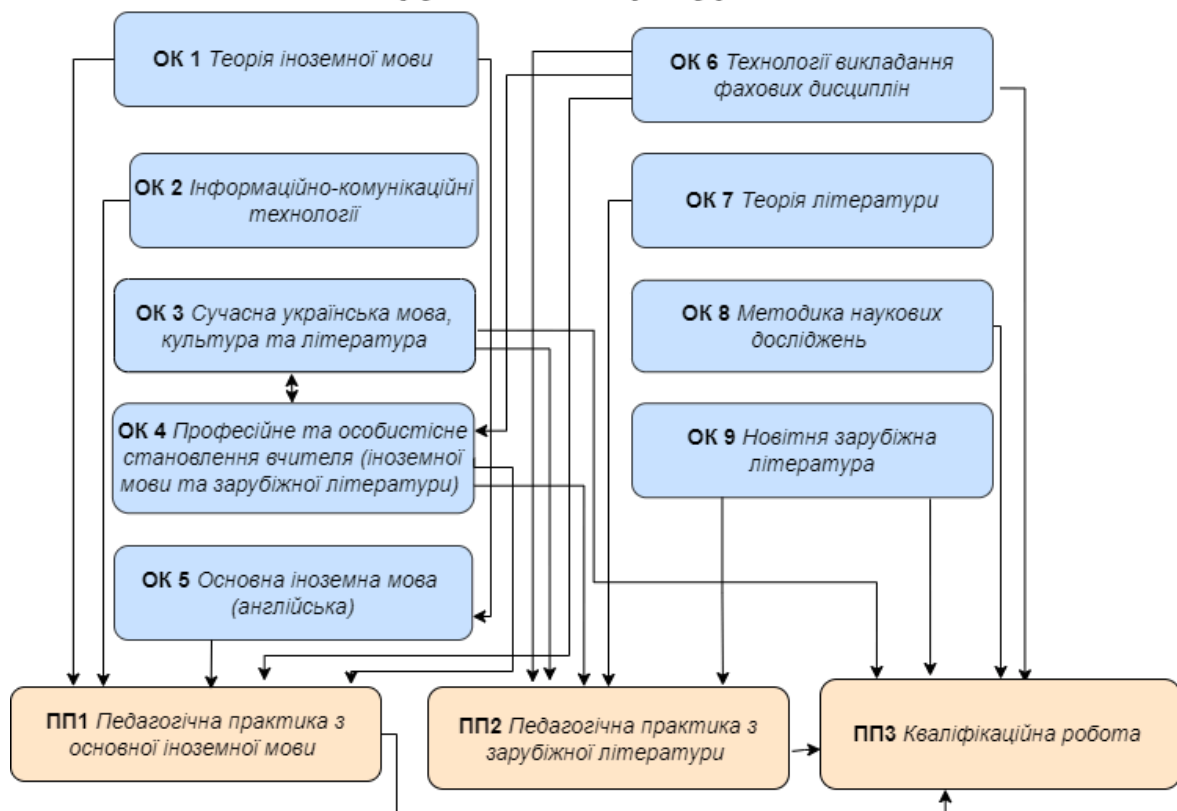 ОК 1 Теорія іноземної мови
ОК 2 Інформаційно-комунікаційні
технології
ОК 3 Сучасна українська мова,
культура та література
ОК 4 Професійне та особистісне
становлення вчителя (іноземної
мови та зарубіжної літератури)
ОК 5 Основна іноземна мова
(англійська)
ОК 6 Технології викладання
фахових дисциплін
ОК 7 Теорія літератури
ОК 8 Методика наукових
досліджень
ОК 9 Новітня зарубіжна
література
ПП1 Педагогічна практика з
основної іноземної мови
ПП2 Педагогічна практика з
зарубіжної літератури
ПП3 Кваліфікаційна робота